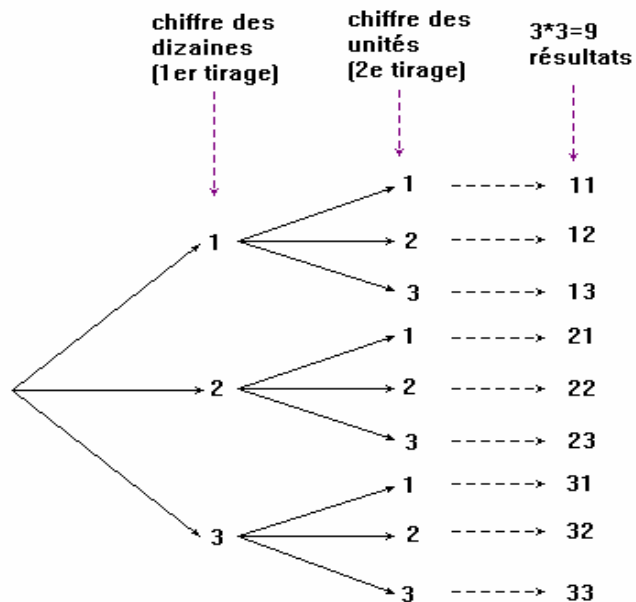 chiffre des
dizaines
(1er tirage)
chiffre des
unités
(2e tirage)
3*3=9
résultats
1
1 11
2 12
3 13
2
1 21
2 22
3 23
3
1 31
2 32
3 33